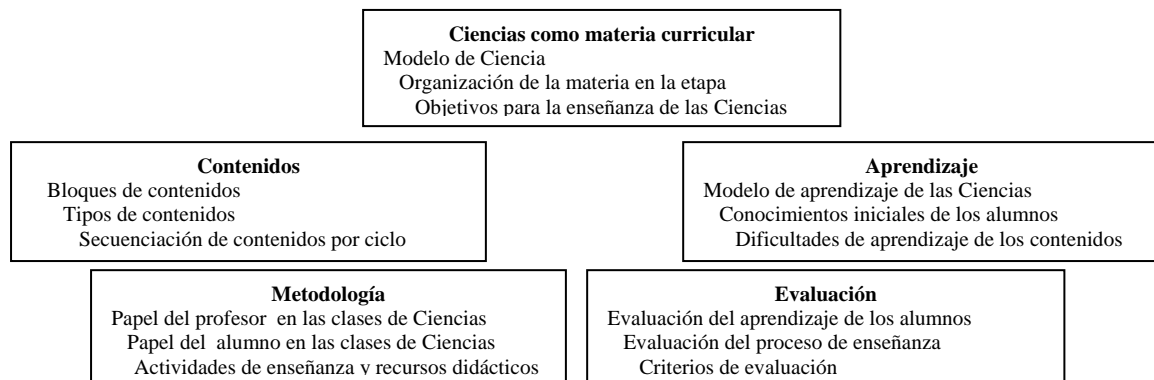 Ciencias como materia curricular
Modelo de Ciencia
Organización de la materia en la etapa
Objetivos para la enseñanza de las Ciencias
Contenidos
Bloques de contenidos
Tipos de contenidos
Secuenciación de contenidos por ciclo
Aprendizaje
Modelo de aprendizaje de las Ciencias
Conocimientos iniciales de los alumnos
Dificultades de aprendizaje de los contenidos
Metodología
Papel del profesor en las clases de Ciencias
Papel del alumno en las clases de Ciencias
Actividades de enseñanza y recursos didácticos
Evaluación
Evaluación del aprendizaje de los alumnos
Evaluación del proceso de enseñanza
Criterios de evaluación